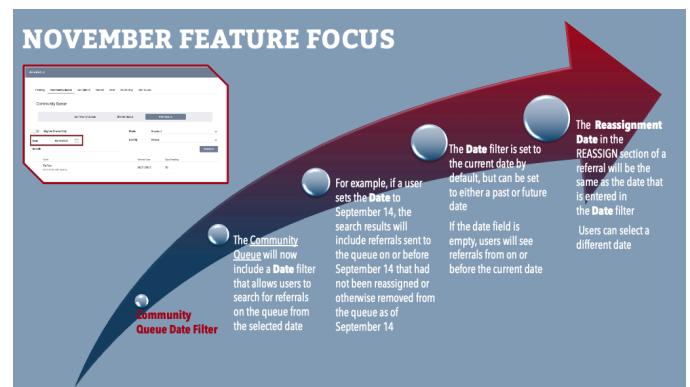 NOVEMBER FEATURE FOCUS
Community Queue
Community Queue
Date
Community
Queue Date Filter
The Community
Queue will now
include a Date filter
that allows users to
search for referrals
on the queue from
the selected date
For example, if a user
sets the Date to
September 14, the
search results will
include referrals sent to
the queue on or before
September 14 that had
not been reassigned or
otherwise removed from
the queue as of
September 14
The Date filter is set to
the current date by
default, but can be set
to either a past or future
date
If the date field is
empty, users will see
referrals from on or
before the current date
The Reassignment
Date in the
REASSIGN section of a
referral will be the
same as the date that
is entered in
the Date filter
Users can select a
different date